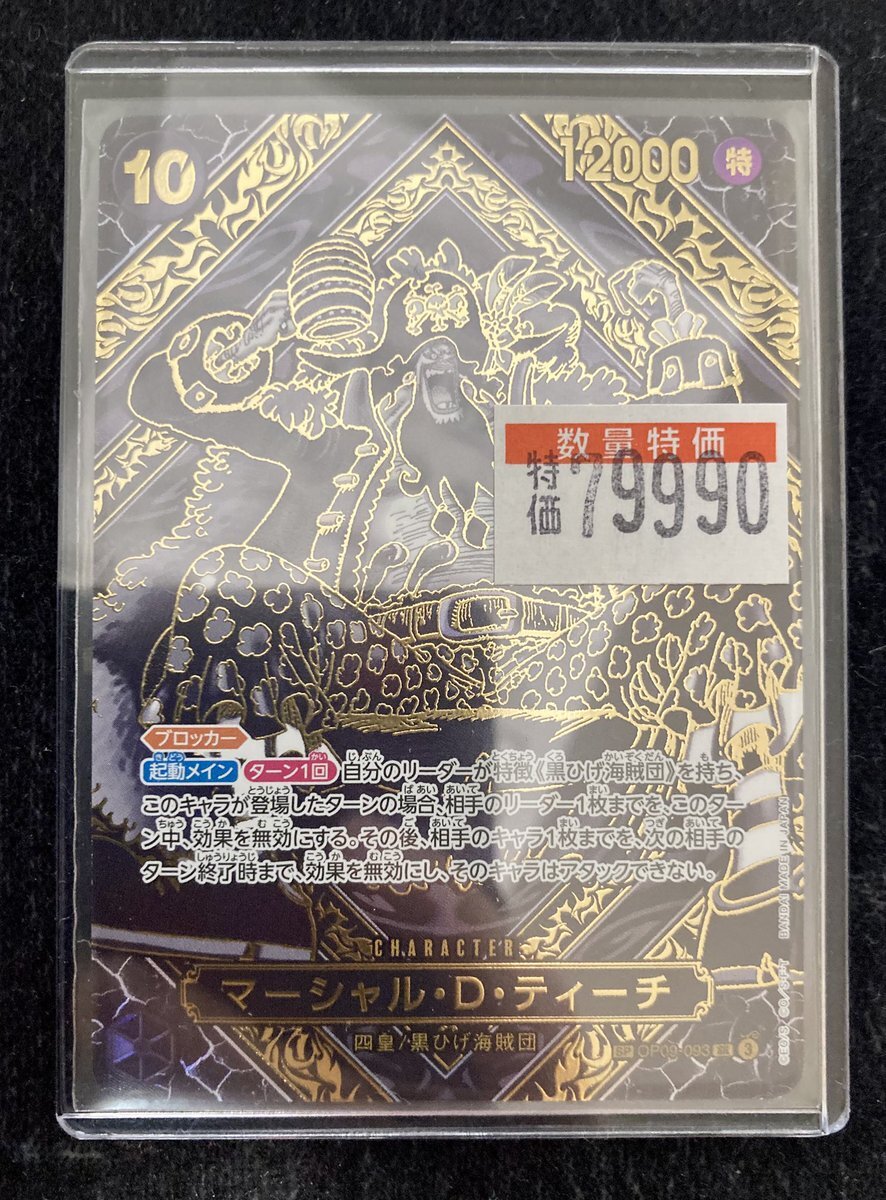 10
12000 特
数量特価
特価 ¥79990
ブロッカー
起動メイン ターン1回 自分のリーダーが特徴《黒ひげ海賊団》を持ち、
このキャラが登場したターンの場合、相手のリーダー1枚までを、このター
ン中、効果を無効にする。その後、相手のキャラ1枚までを、次の相手の
ターン終了時まで、効果を無効にし、そのキャラはアタックできない。
CHARACTER
マーシャル・D・ティーチ
四皇/黒ひげ海賊団
SP OP09-093 SR 3
BANDAI MADE IN JAPAN